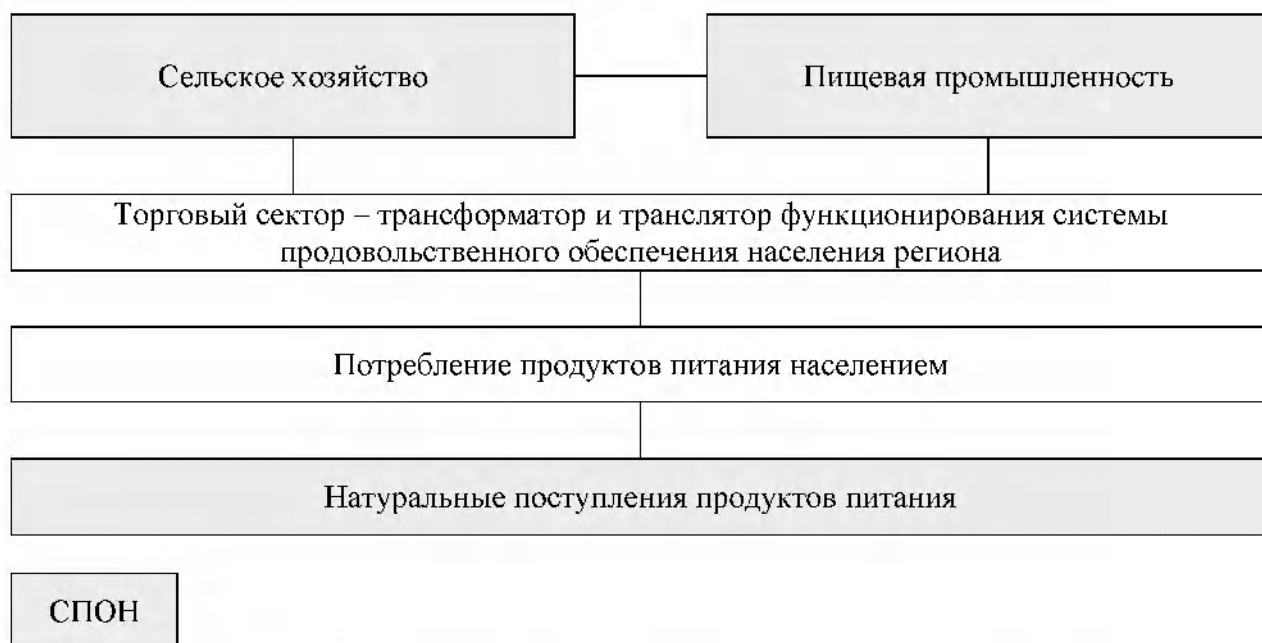 Сельское хозяйство
Пищевая промышленность
Торговый сектор – трансформатор и транслятор функционирования системы
продовольственного обеспечения населения региона
Потребление продуктов питания населением
Натуральные поступления продуктов питания
СПОН